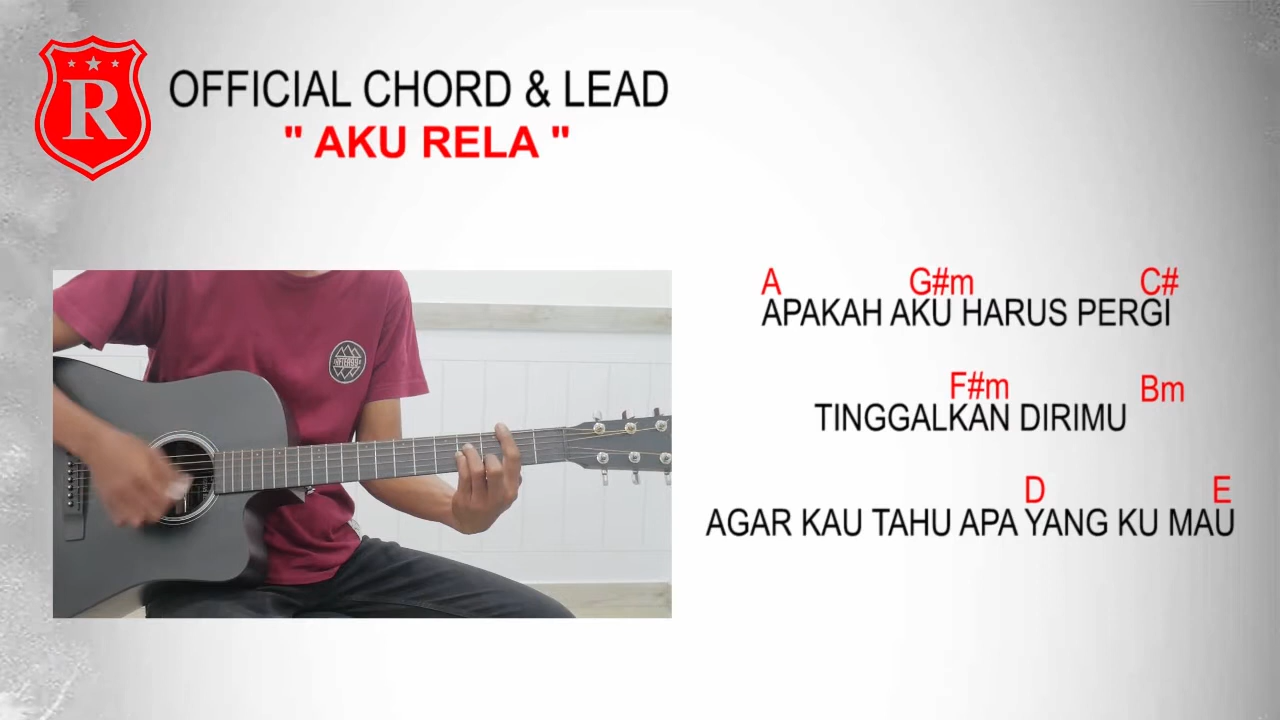 R
OFFICIAL CHORD & LEAD
" AKU RELA "
A G#m C#
APAKAH AKU HARUS PERGI
F#m Bm
TINGGALKAN DIRIMU
D E
AGAR KAU TAHU APA YANG KU MAU